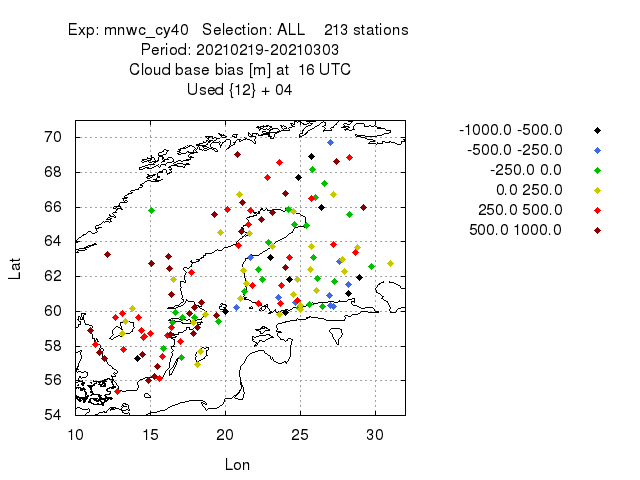 Exp: mnwc_cy40 Selection: ALL 213 stations
Period: 20210219-20210303
Cloud base bias [m] at 16 UTC
Used {12} + 04
-1000.0 -500.0
-500.0 -250.0
-250.0 0.0
0.0 250.0
250.0 500.0
500.0 1000.0
70
68
66
64
62
60
58
56
54
Lat
10 15 20 25 30
Lon